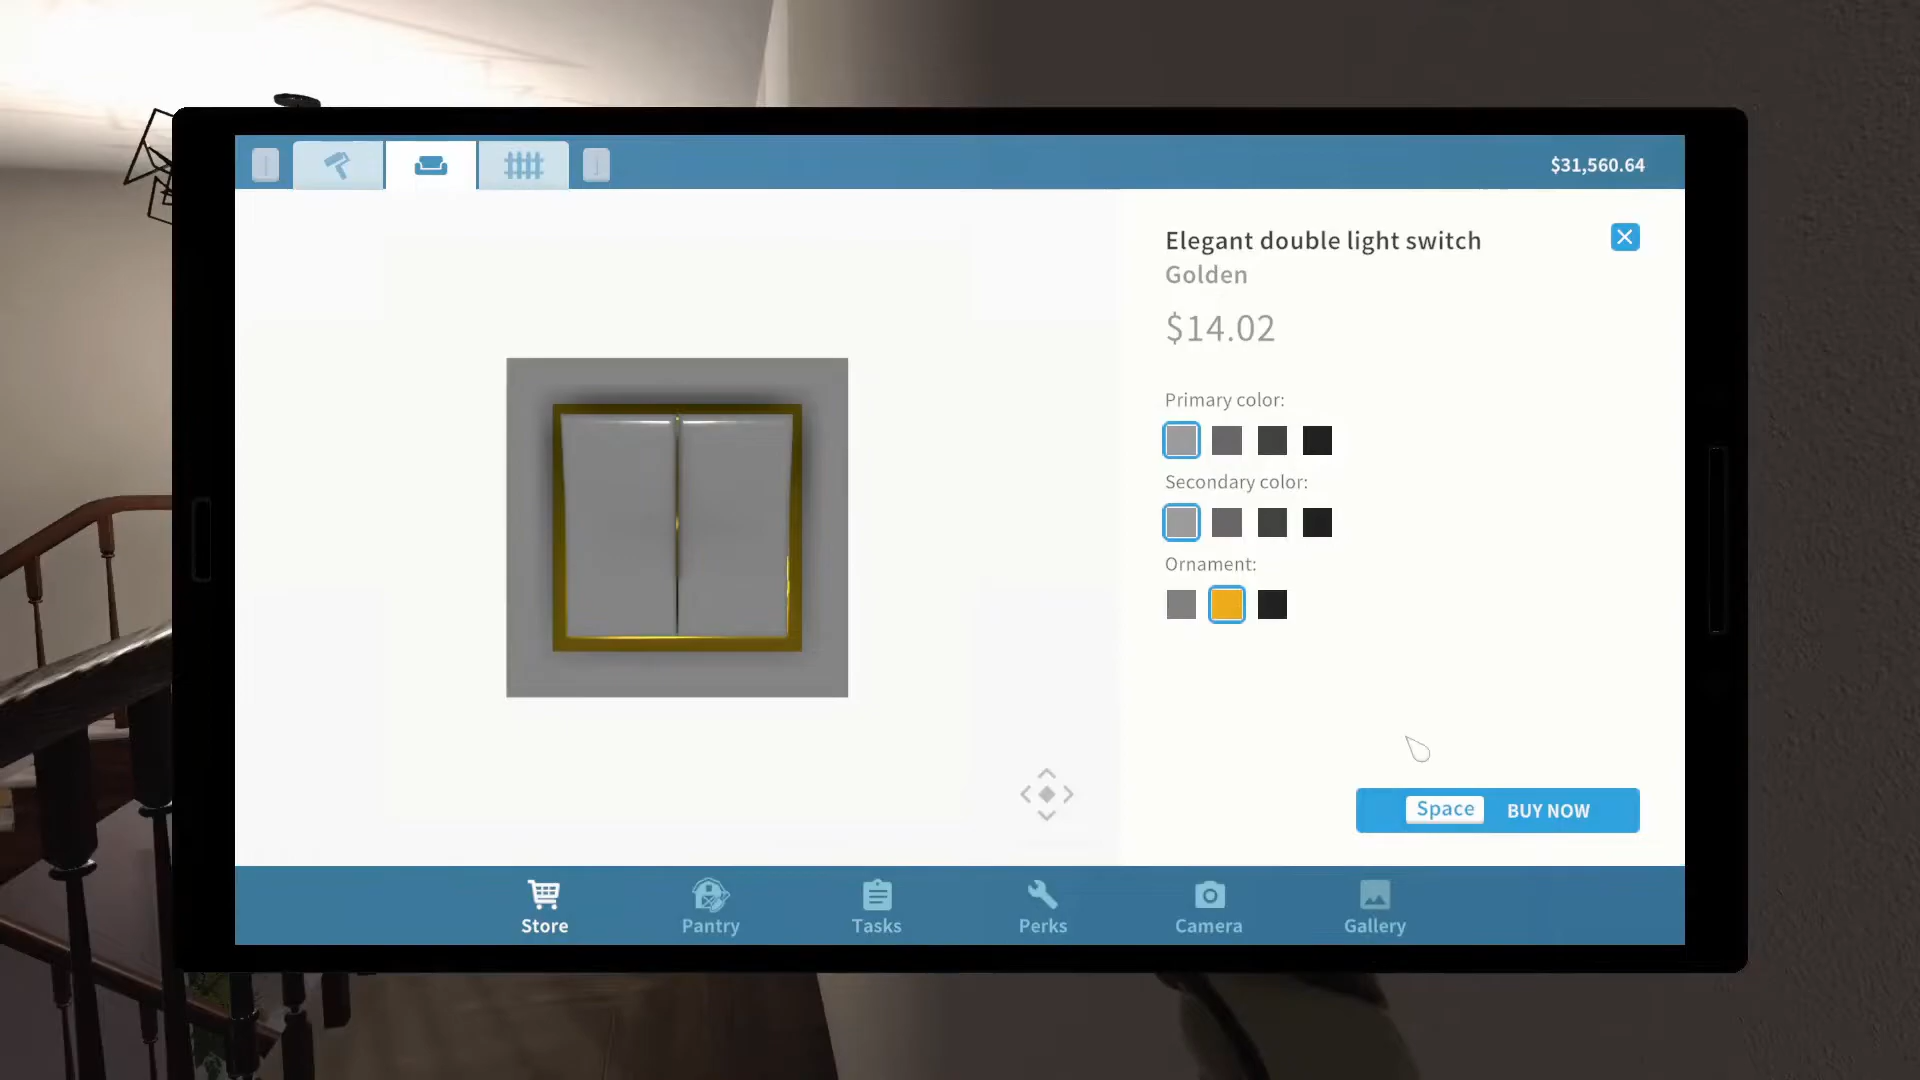 $31,560.64
Elegant double light switch
Golden
$14.02
Primary color:
Secondary color:
Ornament:
Space BUY NOW
Store Pantry Tasks Perks Camera Gallery